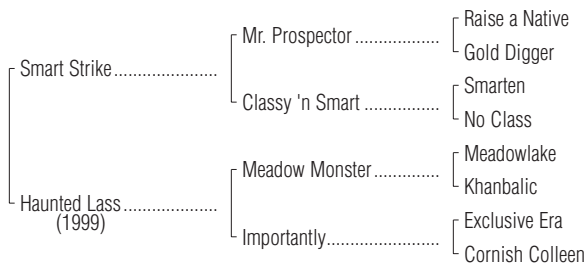 Raise a Native
Mr. Prospector ..................
Gold Digger
Smart Strike......................
Smarten
Classy 'n Smart ................
No Class
Meadowlake
Meadow Monster..............
Khanbalic
Haunted Lass....................
(1999)
Exclusive Era
Importantly........................
Cornish Colleen